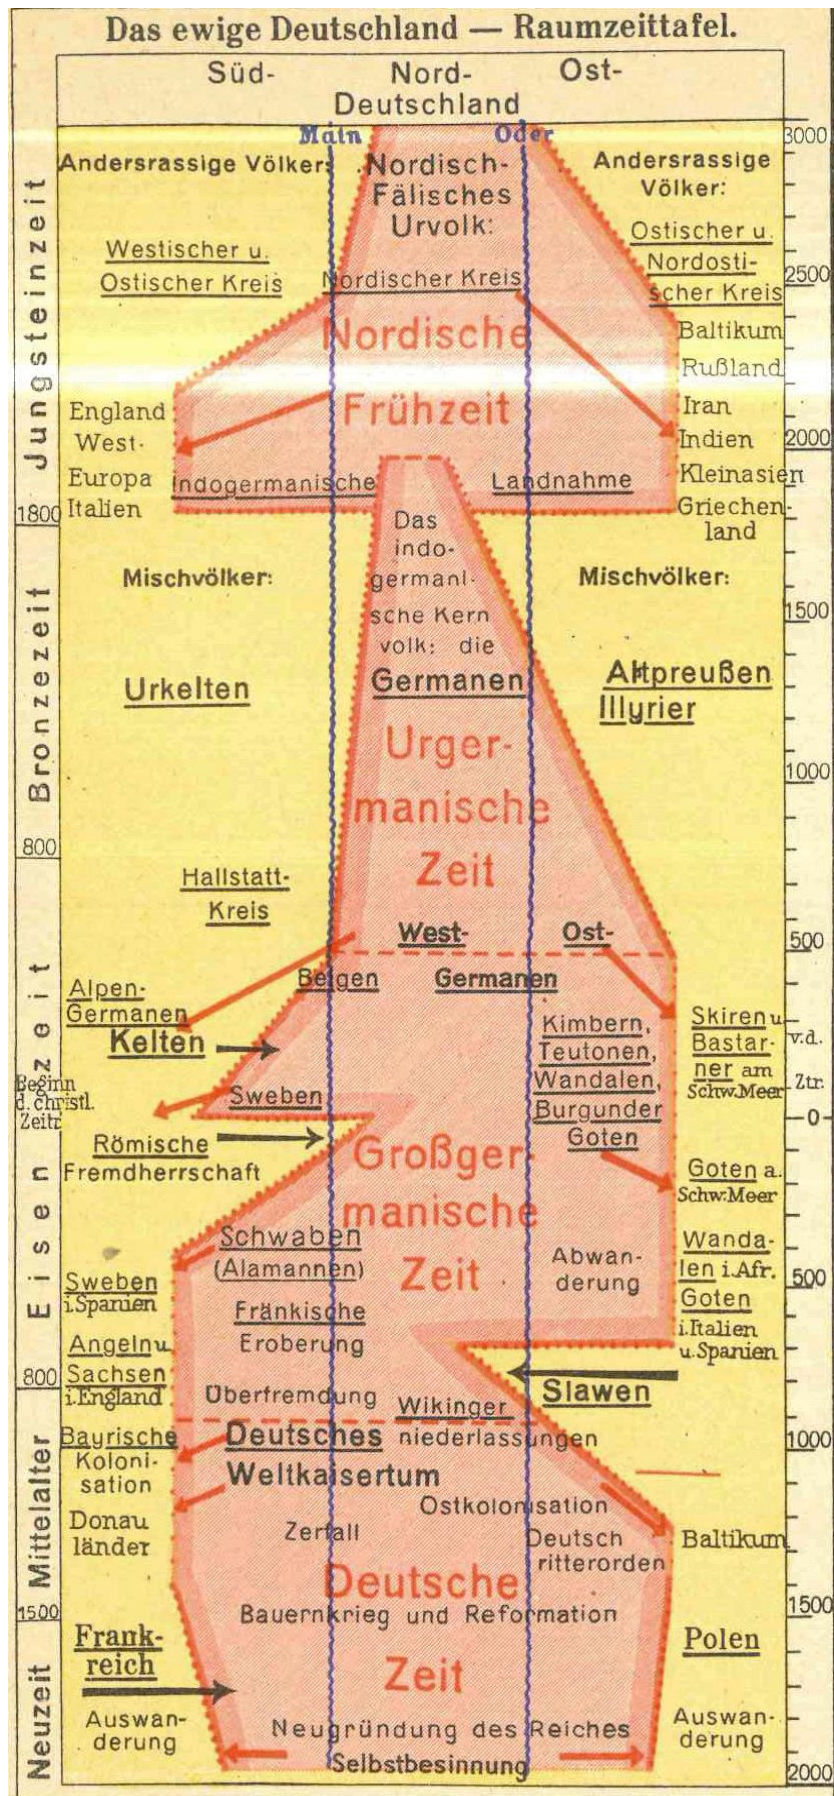 Das ewige Deutschland — Raumzeittafel.
Süd-
Nord-
Ost-
Deutschland
Main
Oder
3000
Andersrassige Völker:
Nordisch-
Fälisches
Urvolk:
Andersrassige
Völker:
Westischer u.
Ostischer Kreis
Nordischer Kreis
Ostischer u.
Nordosti-
scher Kreis
2500
Jungsteinzeit
Nordische
Frühzeit
Baltikum
Rußland
Iran
Indien
2000
Kleinasien
Griechen-
land
England
West-
Europa
Italien
Indogermanische
Landnahme
1800
Das
indo-
germani-
sche Kern
volk: die
Germanen
Mischvölker:
Mischvölker:
1500
Urkelten
Altpreußen
Illyrier
Bronzezeit
Urger-
manische
Zeit
1000
800
Hallstatt-
Kreis
West-
Ost-
500
Belgen
Germanen
Alpen-
Germanen
Kelten
Kimbern,
Teutonen,
Wandalen,
Burgunder
Goten
Skiren u.
Bastar-
ner am
Schw.Meer
v.d.
Ztr.
Beginn
d. christl.
Zeitr
Sweben
0
Eisenzeit
Römische
Fremdherrschaft
Großger-
manische
Zeit
Goten a.
Schw.Meer
Schwaben
(Alamannen)
Abwan-
derung
Wanda-
len i.Afr.
Goten
i.Italien
u.Spanien
500
Sweben
i.Spanien
Fränkische
Eroberung
Angeln u
Sachsen
i.England
800
Überfremdung
Wikinger
niederlassungen
Slawen
Bayrische
Koloni-
sation
Deutsches
Weltkaisertum
1000
Ostkolonisation
Mittelalter
Donau
länder
Zerfall
Deutsch
ritterorden
Baltikum
Deutsche
Bauernkrieg und Reformation
1500
1500
Zeit
Frank-
reich
Polen
Neuzeit
Auswan-
derung
Neugründung des Reiches
Selbstbesinnung
Auswan-
derung
2000